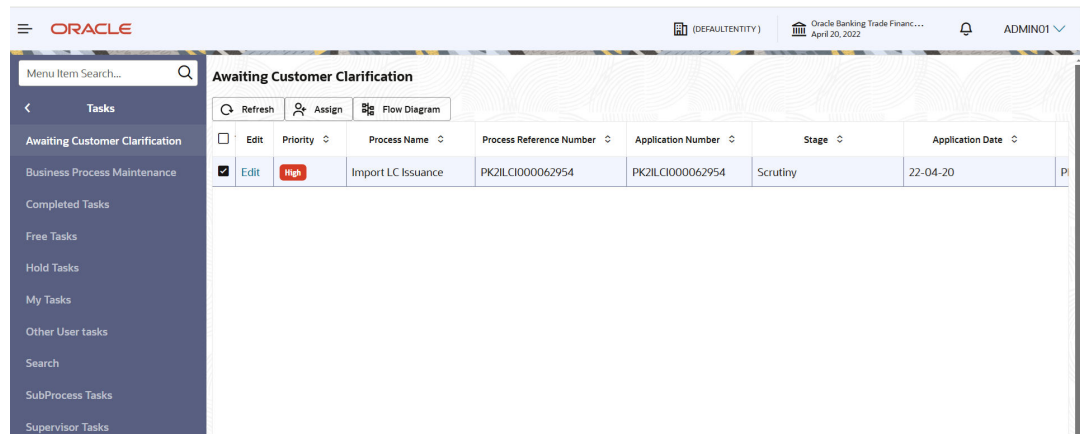 ORACLE
(DEFAULTENTITY )
Oracle Banking Trade Financ...
April 20, 2022
ADMIN01
Menu Item Search...
Tasks
Awaiting Customer Clarification
Business Process Maintenance
Completed Tasks
Free Tasks
Hold Tasks
My Tasks
Other User tasks
Search
SubProcess Tasks
Supervisor Tasks
Awaiting Customer Clarification
Refresh Assign Flow Diagram
Edit Priority Process Name Process Reference Number Application Number Stage Application Date
Edit High Import LC Issuance PK2ILCI000062954 PK2ILCI000062954 Scrutiny 22-04-20